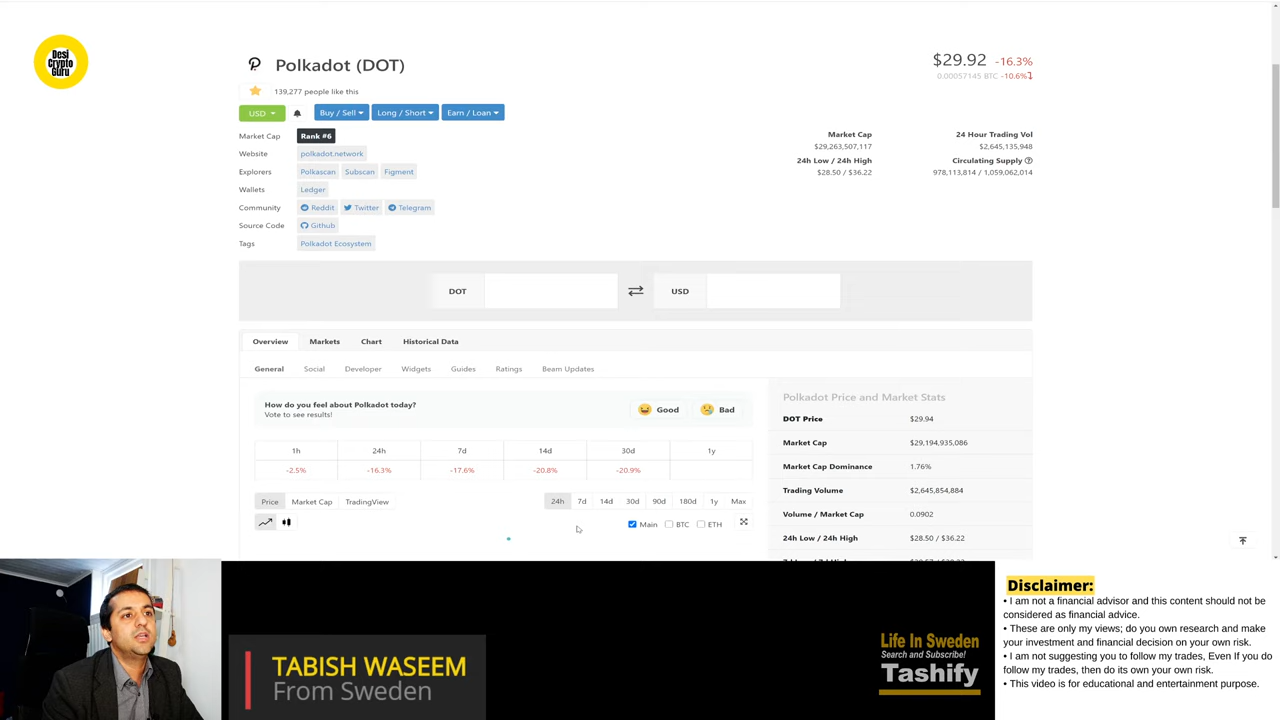 Desi
Crypto
Guru
Polkadot (DOT)
$29.92 -16.3%
0.00057145 BTC -10.6%
139,277 people like this
USD
Buy / Sell
Long / Short
Earn / Loan
Market Cap Rank #6
Website polkadot.network
Explorers Polkascan Subscan Figment
Wallets Ledger
Community Reddit Twitter Telegram
Source Code Github
Tags Polkadot Ecosystem
Market Cap
$29,263,507,117
24 Hour Trading Vol
$2,645,135,948
24h Low / 24h High
$28.50 / $36.22
Circulating Supply
978,113,814 / 1,059,062,014
DOT
USD
Overview Markets Chart Historical Data
General Social Developer Widgets Guides Ratings Beam Updates
How do you feel about Polkadot today?
Vote to see results!
Good
Bad
1h 24h 7d 14d 30d 1y
-2.5% -16.3% -17.6% -20.8% -20.9%
Price Market Cap TradingView
24h 7d 14d 30d 90d 180d 1y Max
Main BTC ETH
Polkadot Price and Market Stats
DOT Price $29.94
Market Cap $29,194,935,086
Market Cap Dominance 1.76%
Trading Volume $2,645,854,884
Volume / Market Cap 0.0902
24h Low / 24h High $28.50 / $36.22
TABISH WASEEM
From Sweden
Life In Sweden
Search and Subscribe!
Tashify
Disclaimer:
• I am not a financial advisor and this content should not be
considered as financial advice.
• These are only my views; do you own research and make
your investment and financial decision on your own risk.
• I am not suggesting you to follow my trades, Even If you do
follow my trades, then do its own your own risk.
• This video is for educational and entertainment purpose.